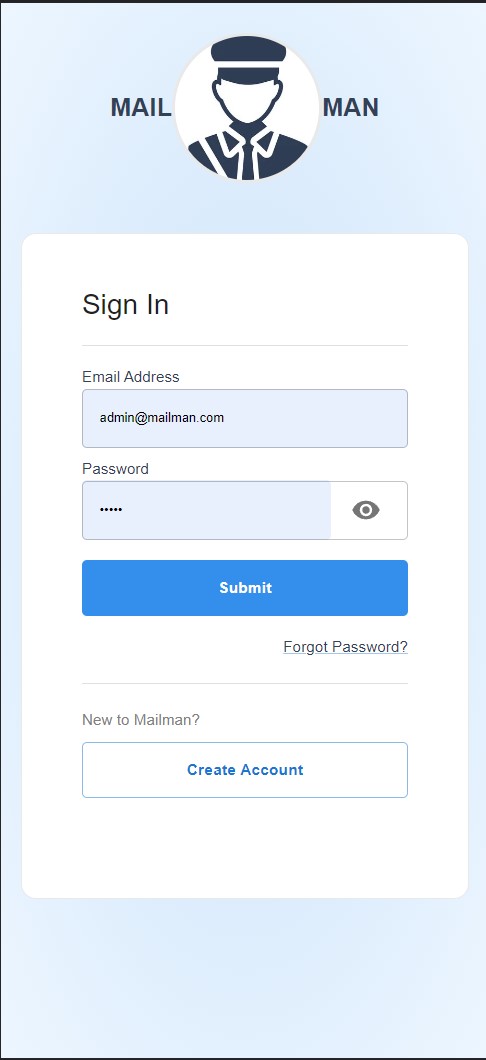 MAIL MAN
Sign In
Email Address
admin@mailman.com
Password
•••••
Submit
Forgot Password?
New to Mailman?
Create Account